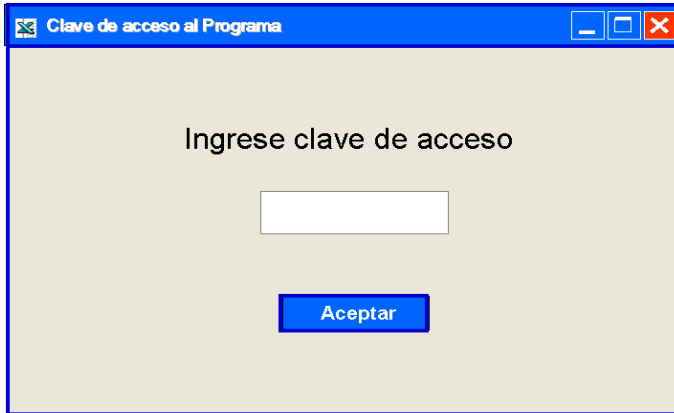 Clave de acceso al Programa
Ingrese clave de acceso
Aceptar